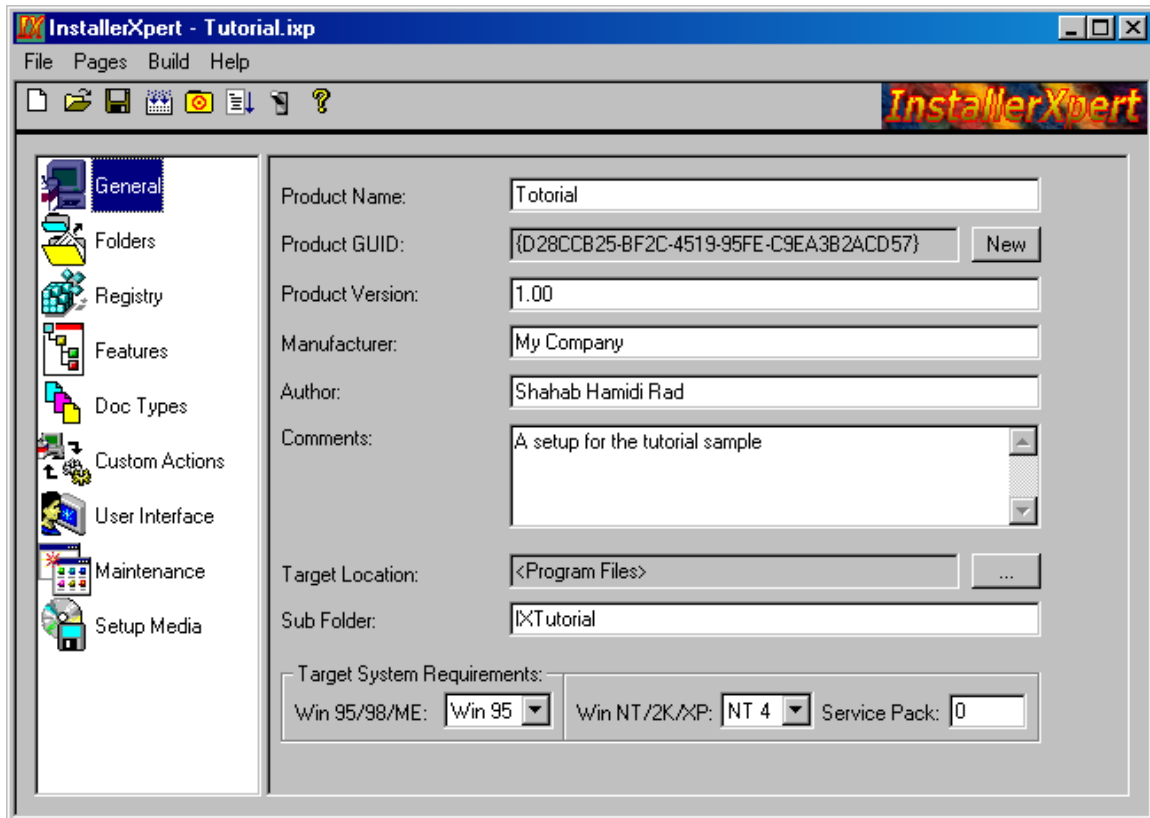 InstallerXpert - Tutorial.ixp
File Pages Build Help
InstallerXpert
General
Folders
Registry
Features
Doc Types
Custom Actions
User Interface
Maintenance
Setup Media
Product Name: Totorial
Product GUID: {D28CCB25-BF2C-4519-95FE-C9EA3B2ACD57} New
Product Version: 1.00
Manufacturer: My Company
Author: Shahab Hamidi Rad
Comments: A setup for the tutorial sample
Target Location: <Program Files> ...
Sub Folder: IXTutorial
Target System Requirements:
Win 95/98/ME: Win 95 Win NT/2K/XP: NT 4 Service Pack: 0